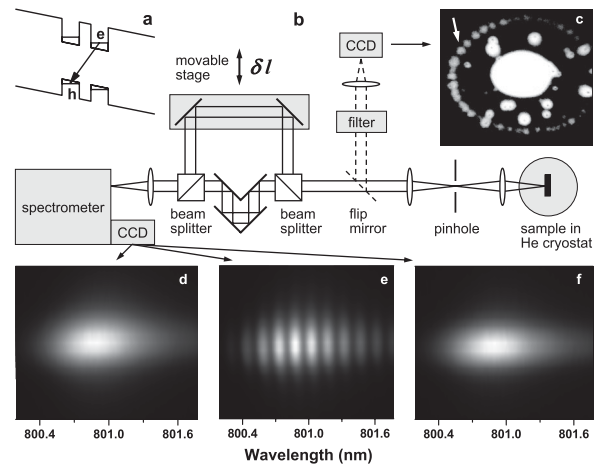 a
e
h
b
movable
stage
δl
CCD
filter
c
spectrometer
CCD
beam
splitter
beam
splitter
flip
mirror
pinhole
sample in
He cryostat
d
e
f
800.4 801.0 801.6
800.4 801.0 801.6
800.4 801.0 801.6
Wavelength (nm)